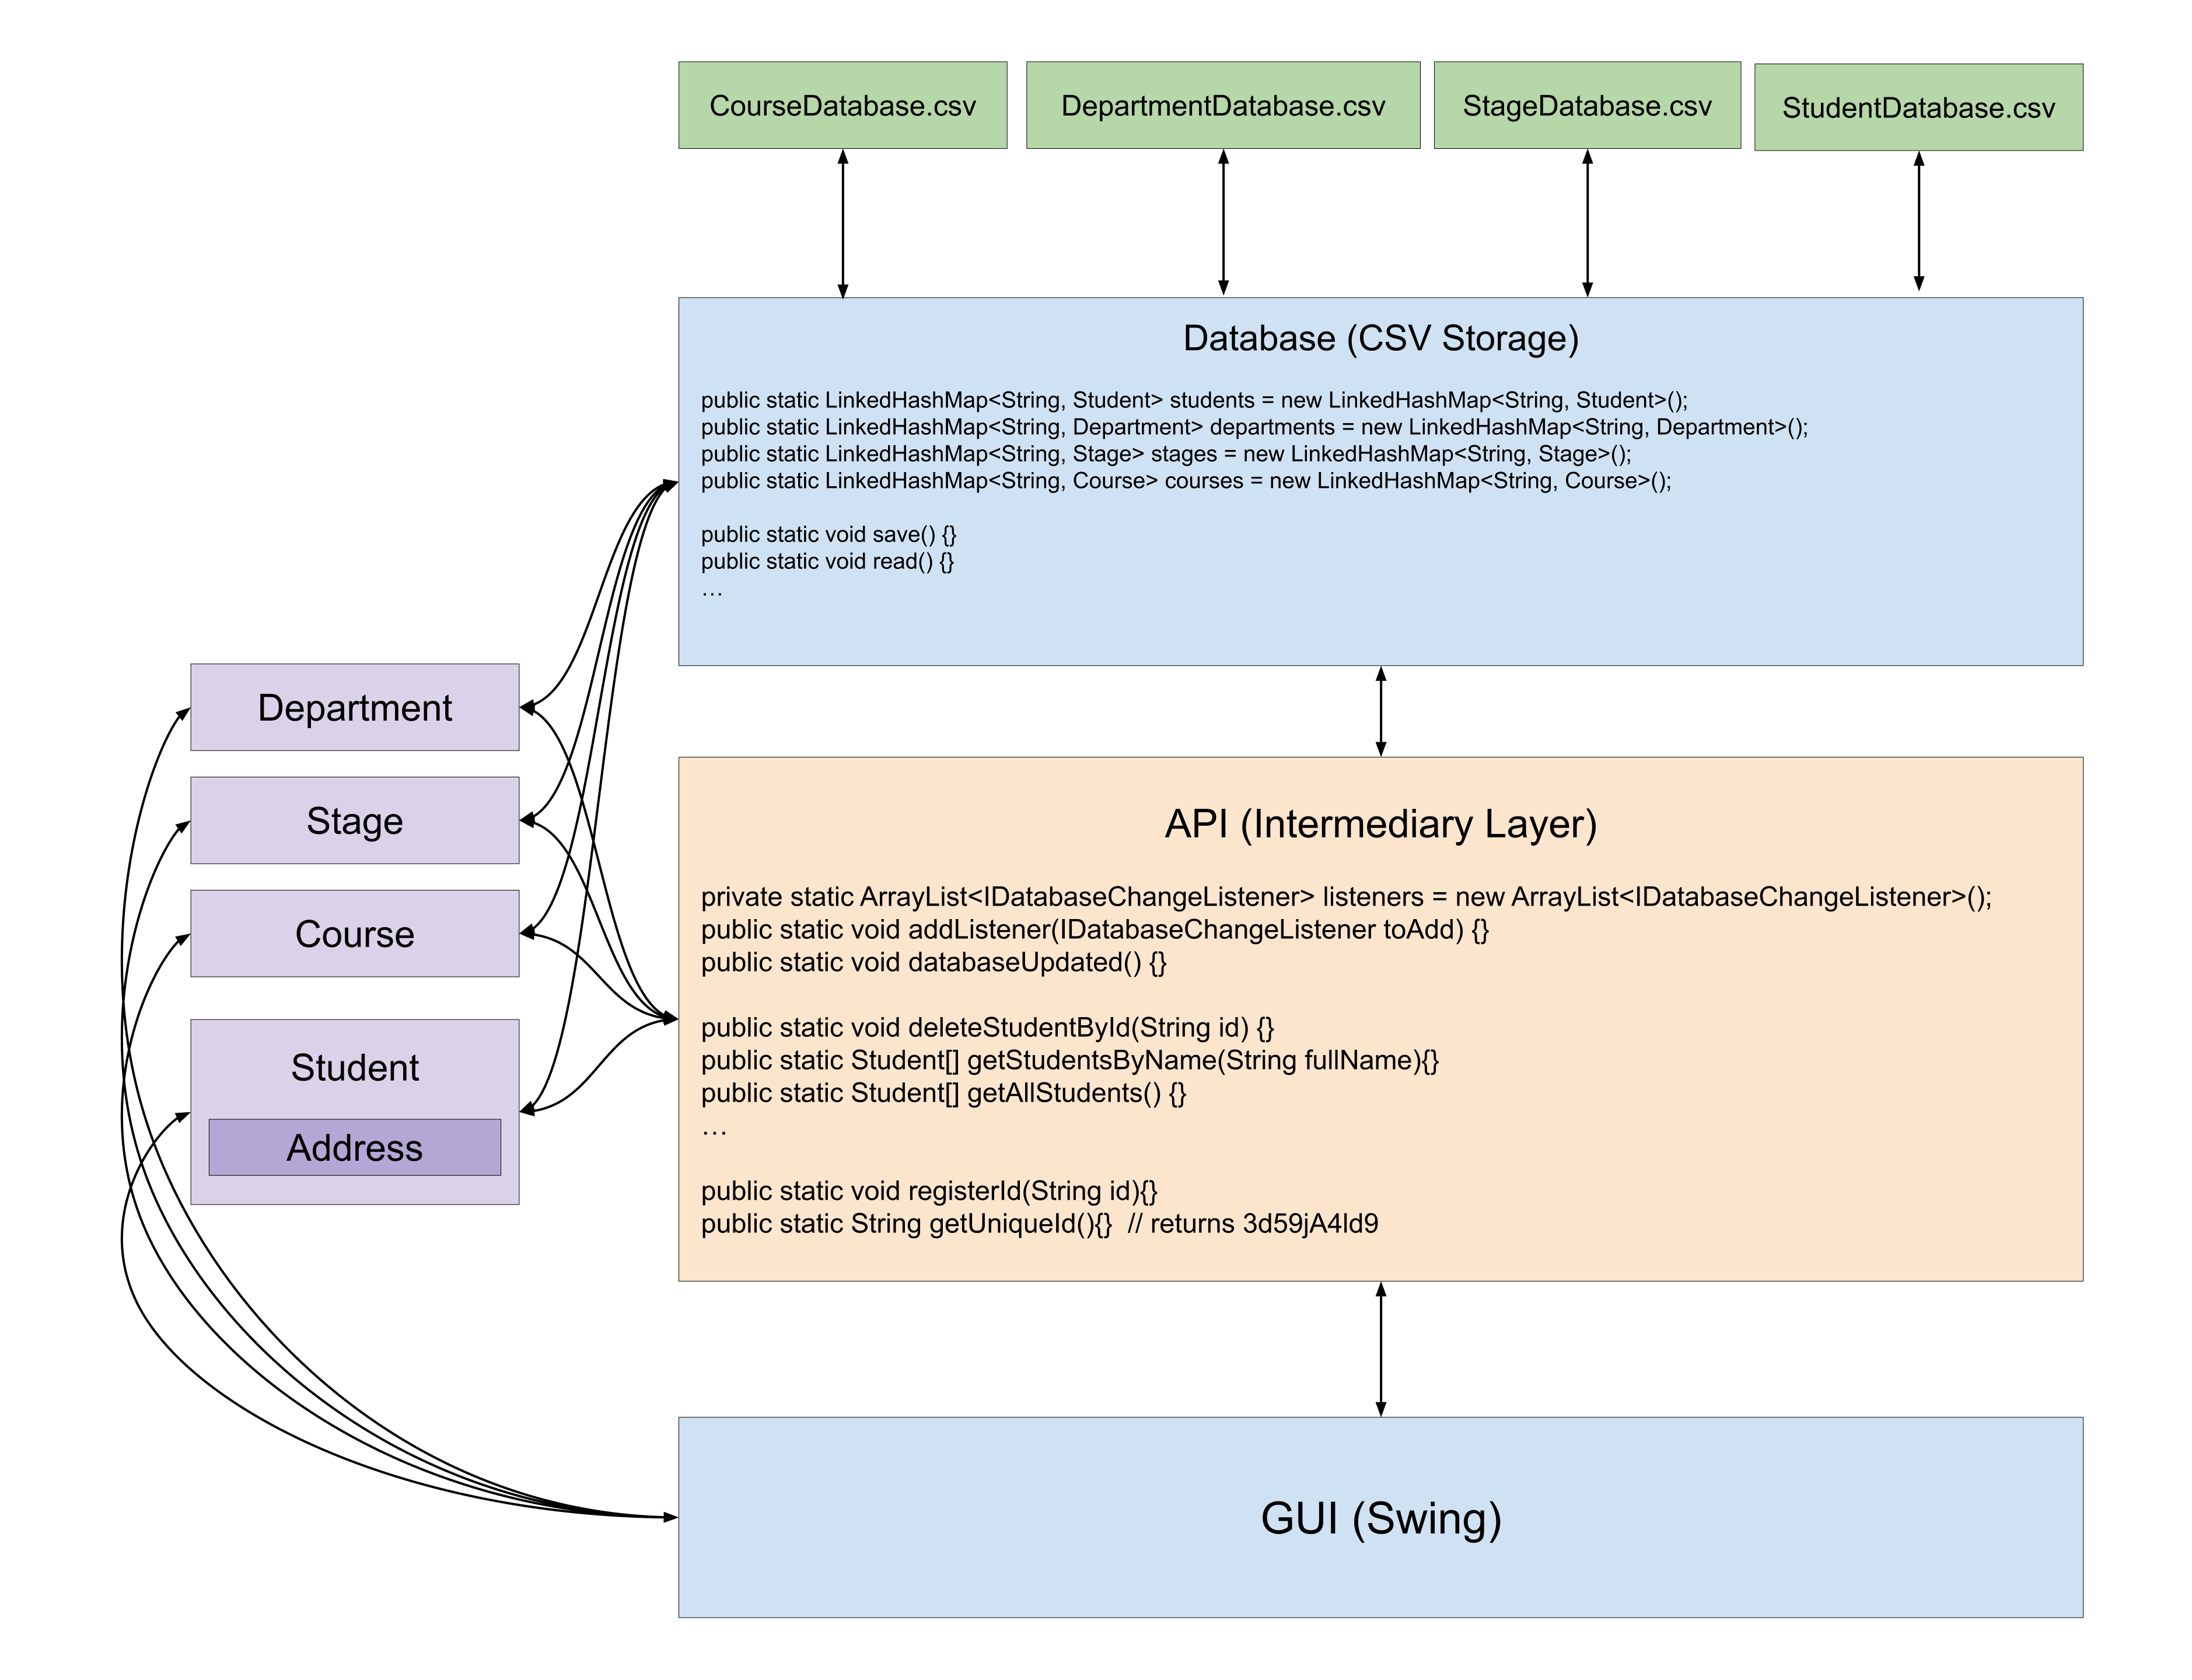 CourseDatabase.csv
DepartmentDatabase.csv
StageDatabase.csv
StudentDatabase.csv
Database (CSV Storage)
public static LinkedHashMap<String, Student> students = new LinkedHashMap<String, Student>();
public static LinkedHashMap<String, Department> departments = new LinkedHashMap<String, Department>();
public static LinkedHashMap<String, Stage> stages = new LinkedHashMap<String, Stage>();
public static LinkedHashMap<String, Course> courses = new LinkedHashMap<String, Course>();
public static void save() {}
public static void read() {}
…
Department
Stage
Course
Student
Address
API (Intermediary Layer)
private static ArrayList<IDatabaseChangeListener> listeners = new ArrayList<IDatabaseChangeListener>();
public static void addListener(IDatabaseChangeListener toAdd) {}
public static void databaseUpdated() {}
public static void deleteStudentById(String id) {}
public static Student[] getStudentsByName(String fullName){}
public static Student[] getAllStudents() {}
…
public static void registerId(String id){}
public static String getUniqueId(){}  // returns 3d59jA4ld9
GUI (Swing)